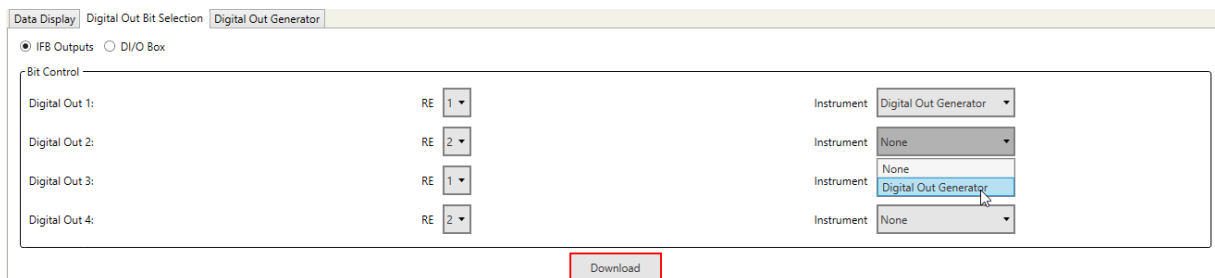 Data Display Digital Out Bit Selection Digital Out Generator
IFB Outputs DI/O Box
Bit Control
Digital Out 1: RE 1 Instrument Digital Out Generator
Digital Out 2: RE 2 Instrument None
None
Digital Out 3: RE 1 Instrument Digital Out Generator
Digital Out 4: RE 2 Instrument None
Download